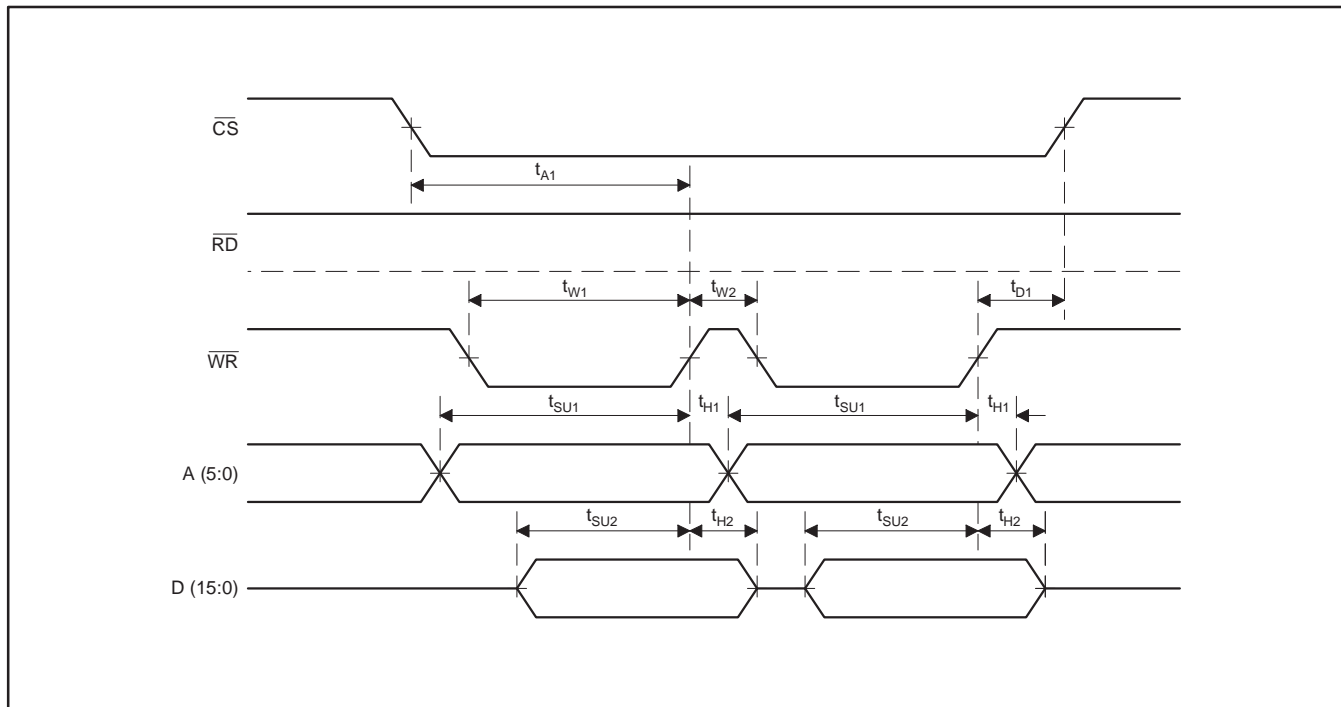 CS
tA1
RD
tW1 tW2 tD1
WR
tSU1 tH1 tSU1 tH1
A (5:0)
tSU2 tH2 tSU2 tH2
D (15:0)